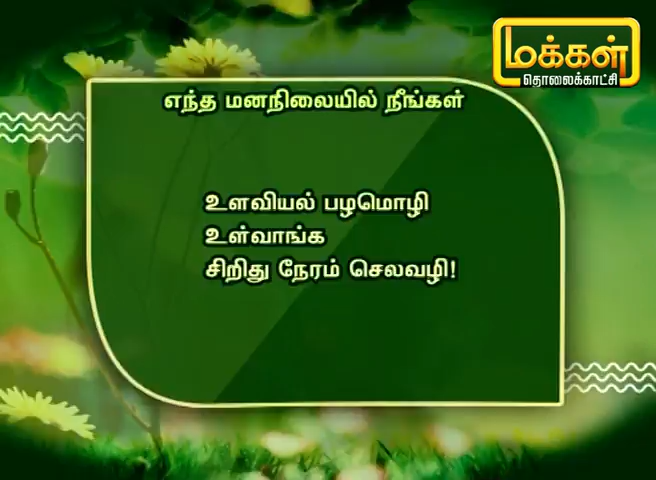 மக்கள்
தொலைக்காட்சி
எந்த மனநிலையில் நீங்கள்
உளவியல் பழமொழி
உள்வாங்க
சிறிது நேரம் செலவழி!